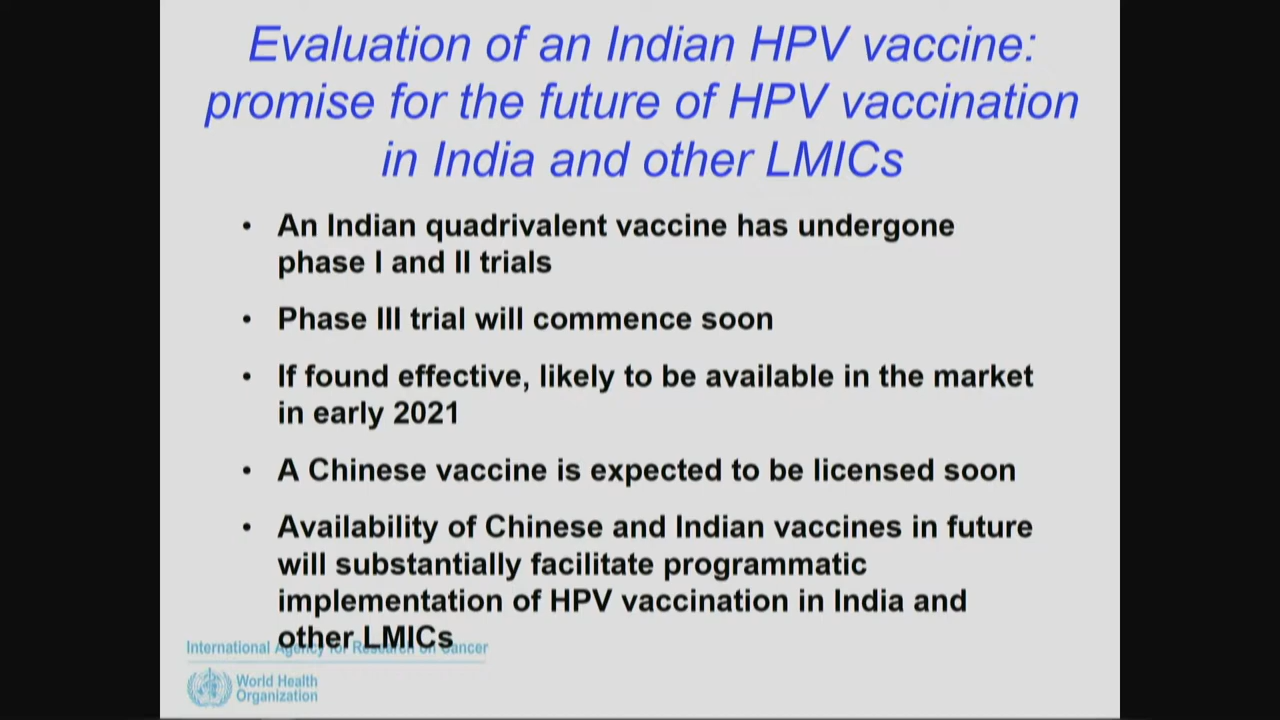 Evaluation of an Indian HPV vaccine:
promise for the future of HPV vaccination
in India and other LMICs
• An Indian quadrivalent vaccine has undergone
phase I and II trials
• Phase III trial will commence soon
• If found effective, likely to be available in the market
in early 2021
• A Chinese vaccine is expected to be licensed soon
• Availability of Chinese and Indian vaccines in future
will substantially facilitate programmatic
implementation of HPV vaccination in India and
other LMICs
International Agency for Research on Cancer
World Health
Organization